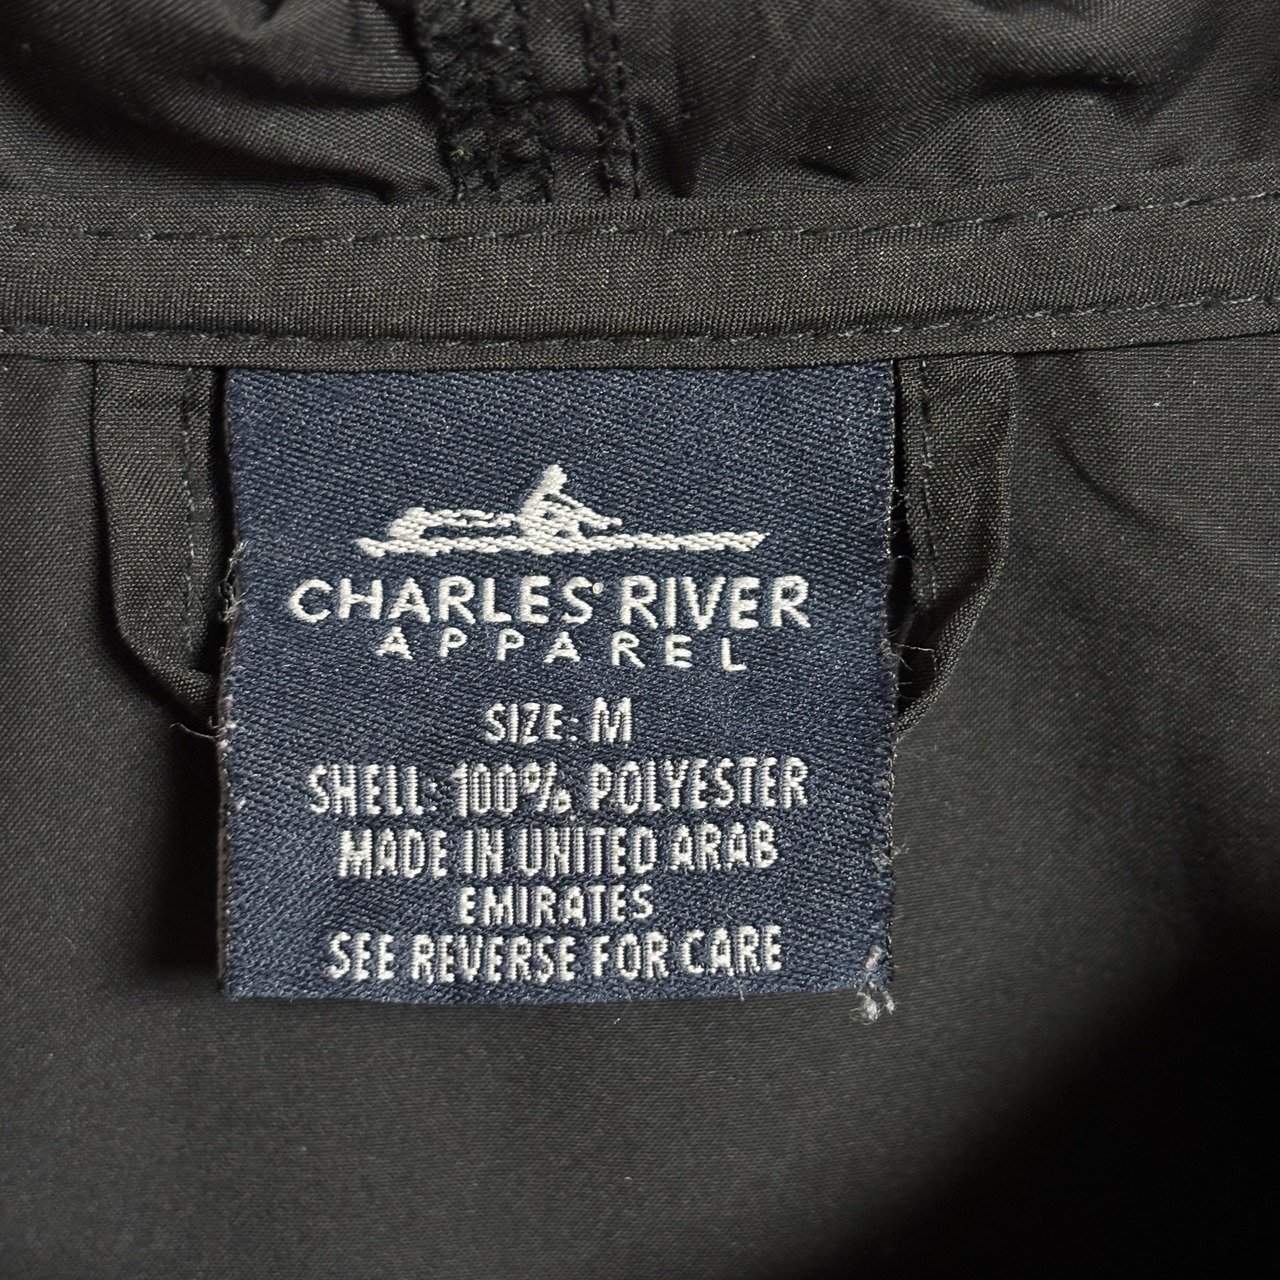 CHARLES® RIVER
APPAREL
SIZE: M
SHELL: 100% POLYESTER
MADE IN UNITED ARAB
EMIRATES
SEE REVERSE FOR CARE